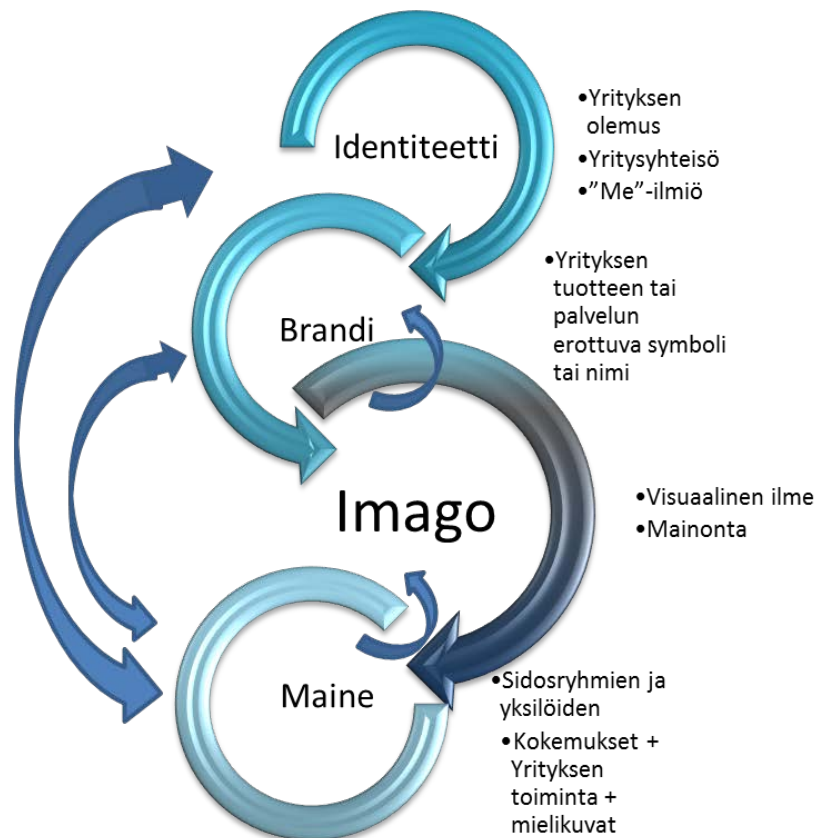 Identiteetti
•Yrityksen
olemus
•Yritysyhteisö
•”Me”-ilmiö
Brandi
•Yrityksen
tuotteen tai
palvelun
erottuva symboli
tai nimi
Imago
•Visuaalinen ilme
•Mainonta
Maine
•Sidosryhmien ja
yksilöiden
•Kokemukset +
Yrityksen
toiminta +
mielikuvat